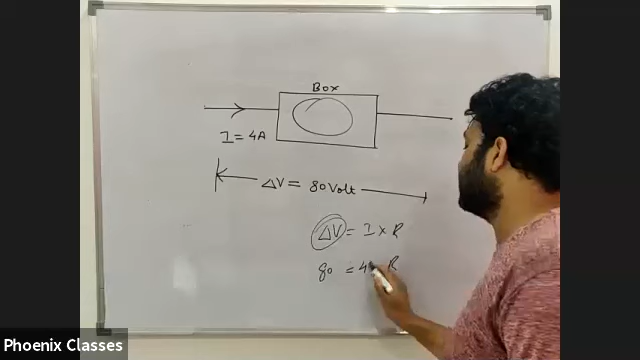 Box
I = 4A
ΔV = 80 Volt
ΔV = I × R
80 = 4 R
Phoenix Classes